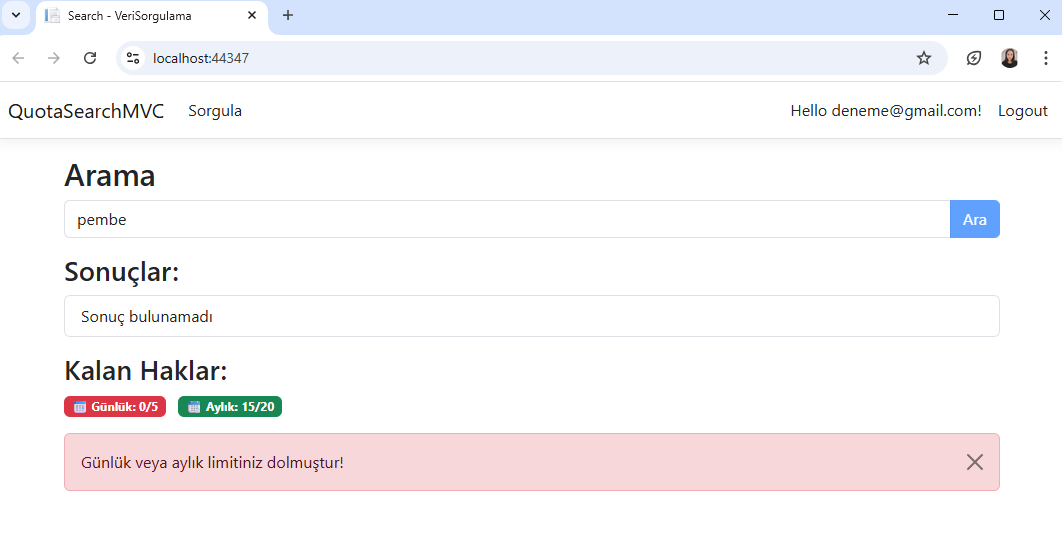 Search - VeriSorgulama
localhost:44347
QuotaSearchMVC Sorgula Hello deneme@gmail.com! Logout
Arama
pembe Ara
Sonuçlar:
Sonuç bulunamadı
Kalan Haklar:
Günlük: 0/5 Aylık: 15/20
Günlük veya aylık limitiniz dolmuştur!